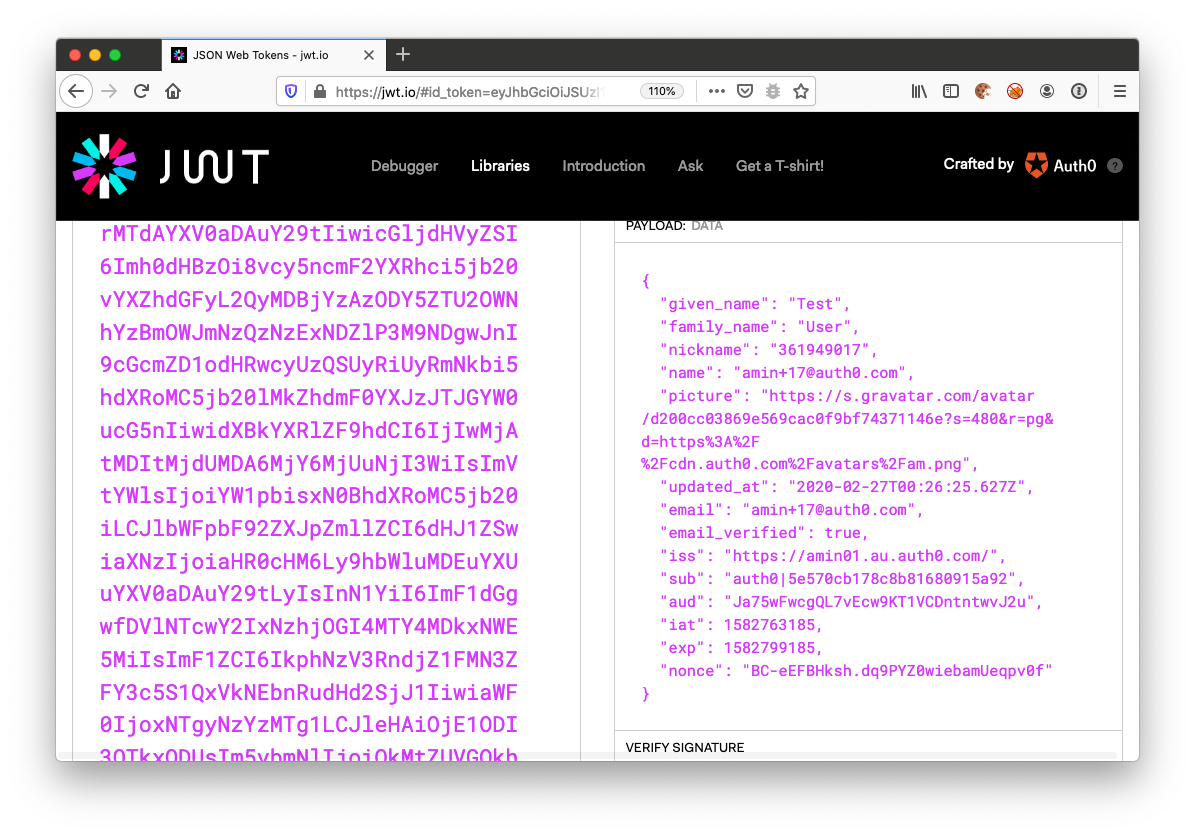 JSON Web Tokens - jwt.io
https://jwt.io/#id_token=eyJhbGciOiJSUzI
110%
JWT
Debugger
Libraries
Introduction
Ask
Get a T-shirt!
Crafted by
Auth0
?
rMTdAYXV0aDAuY29tIiwicGljdHVyZSI
6Imh0dHBzOi8vcy5ncmF2YXRhci5jb20
vYXZhdGFyL2QyMDBjYzAzODY5ZTU2OWN
hYzBmOWJmNzQzNzExNDZlP3M9NDgwJnI
9cGcmZD1odHRwcyUzQSUyRiUyRmNkbi5
hdXRoMC5jb20lMkZhdmF0YXJzJTJGYW0
ucG5nIiwidXBkYXRlZF9hdCI6IjIwMjA
tMDItMjdUMDA6MjY6MjUuNjI3WiIsImV
tYWlsIjoiYW1pbisxN0BhdXRoMC5jb20
iLCJlbWFpbF92ZXJpZmllZCI6dHJ1ZSw
iaXNzIjoiaHR0cHM6Ly9hbWluMDEuYXU
uYXV0aDAuY29tLyIsInN1YiI6ImF1dGg
wfDVlNTcwY2IxNzhjOGI4MTY4MDkxNWE
5MiIsImF1ZCI6IkphNzV3RndjZ1FMN3Z
FY3c5S1QxVkNEbnRudHd2SjJ1IiwiaWF
0IjoxNTgyNzYzMTg1LCJleHAiOjE1ODI
3OTkxODUsIm5vbmNlIjoiQkMtZUVGQkh
PAYLOAD: DATA
{
"given_name": "Test",
"family_name": "User",
"nickname": "361949017",
"name": "amin+17@auth0.com",
"picture": "https://s.gravatar.com/avatar
/d200cc03869e569cac0f9bf74371146e?s=480&r=pg&
d=https%3A%2F
%2Fcdn.auth0.com%2Favatars%2Fam.png",
"updated_at": "2020-02-27T00:26:25.627Z",
"email": "amin+17@auth0.com",
"email_verified": true,
"iss": "https://amin01.au.auth0.com/",
"sub": "auth0|5e570cb178c8b81680915a92",
"aud": "Ja75wFwcgQL7vEcw9KT1VCDntntwvJ2u",
"iat": 1582763185,
"exp": 1582799185,
"nonce": "BC-eEFBHksh.dq9PYZ0wiebamUeqpv0f"
}
VERIFY SIGNATURE